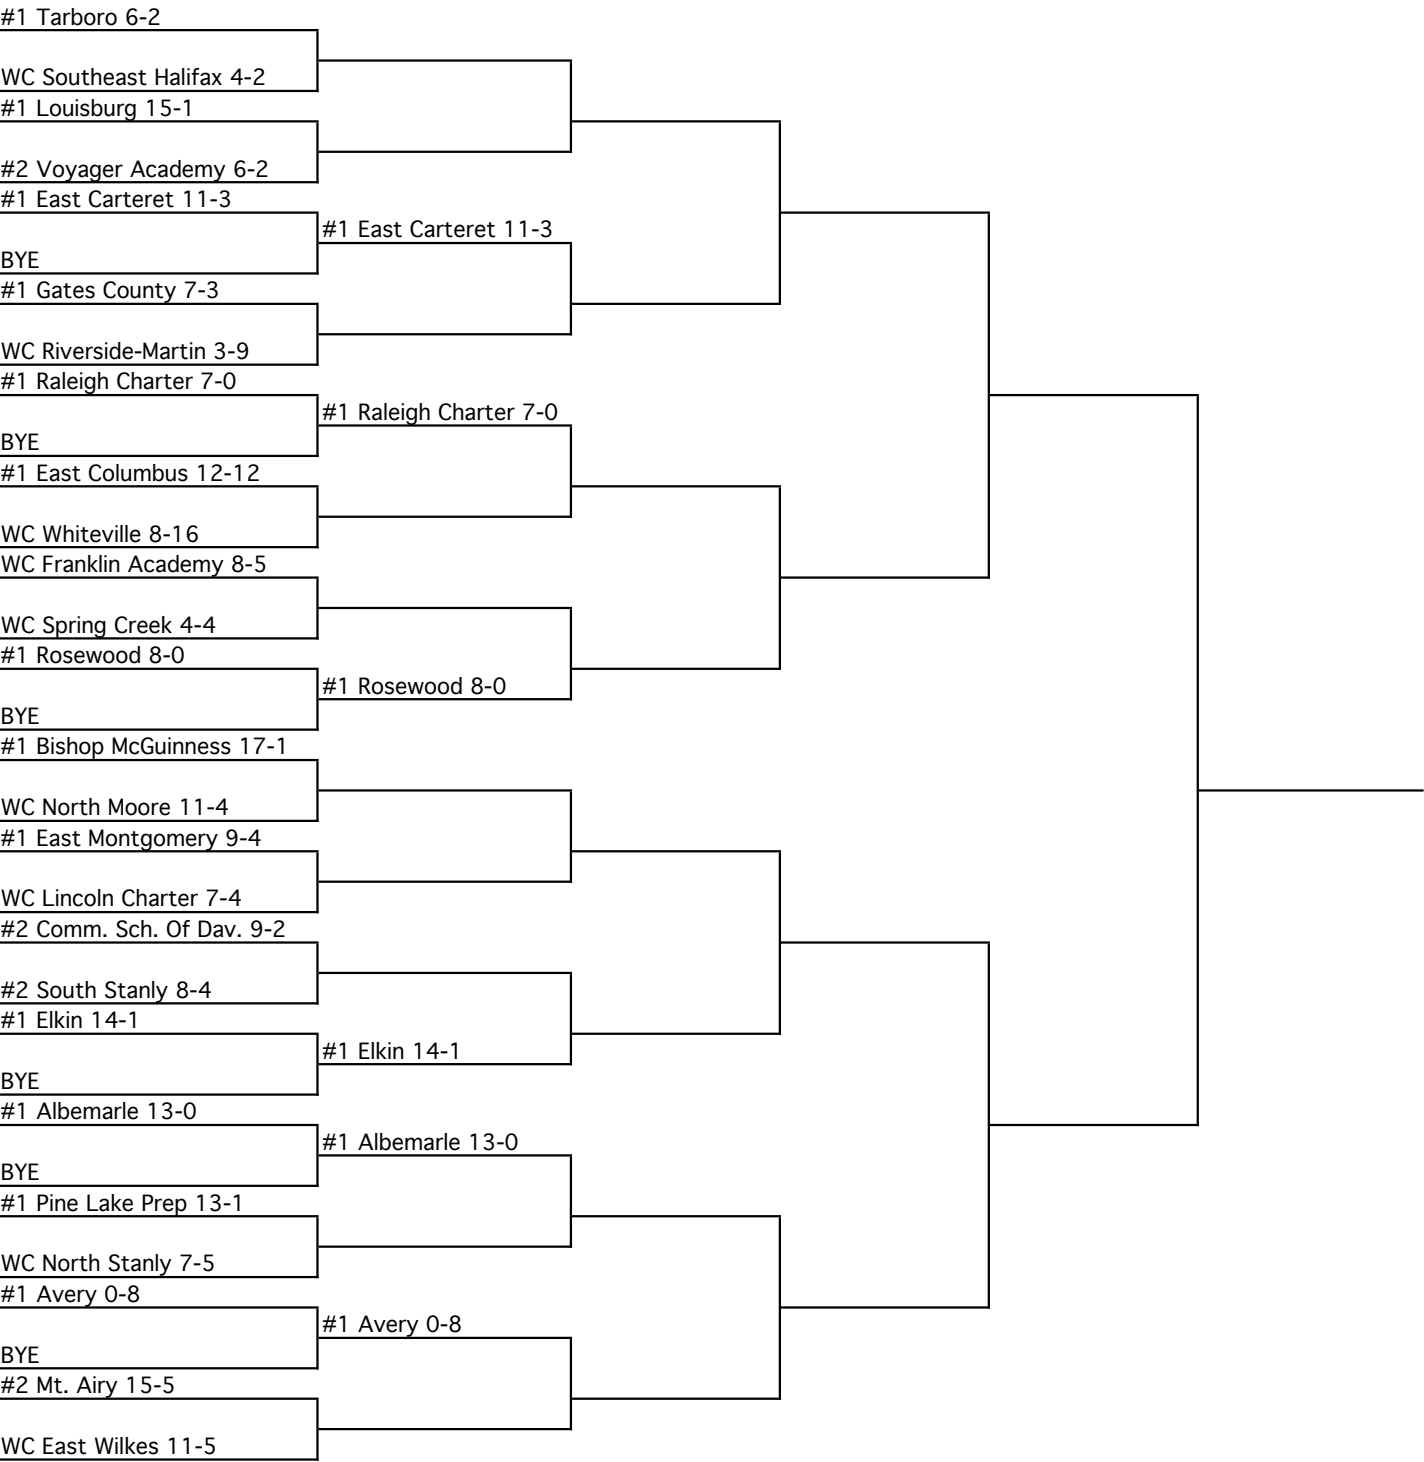 #1 Tarboro 6-2
WC Southeast Halifax 4-2
#1 Louisburg 15-1
#2 Voyager Academy 6-2
#1 East Carteret 11-3
#1 East Carteret 11-3
BYE
#1 Gates County 7-3
WC Riverside-Martin 3-9
#1 Raleigh Charter 7-0
#1 Raleigh Charter 7-0
BYE
#1 East Columbus 12-12
WC Whiteville 8-16
WC Franklin Academy 8-5
WC Spring Creek 4-4
#1 Rosewood 8-0
#1 Rosewood 8-0
BYE
#1 Bishop McGuinness 17-1
WC North Moore 11-4
#1 East Montgomery 9-4
WC Lincoln Charter 7-4
#2 Comm. Sch. Of Dav. 9-2
#2 South Stanly 8-4
#1 Elkin 14-1
#1 Elkin 14-1
BYE
#1 Albemarle 13-0
#1 Albemarle 13-0
BYE
#1 Pine Lake Prep 13-1
WC North Stanly 7-5
#1 Avery 0-8
#1 Avery 0-8
BYE
#2 Mt. Airy 15-5
WC East Wilkes 11-5